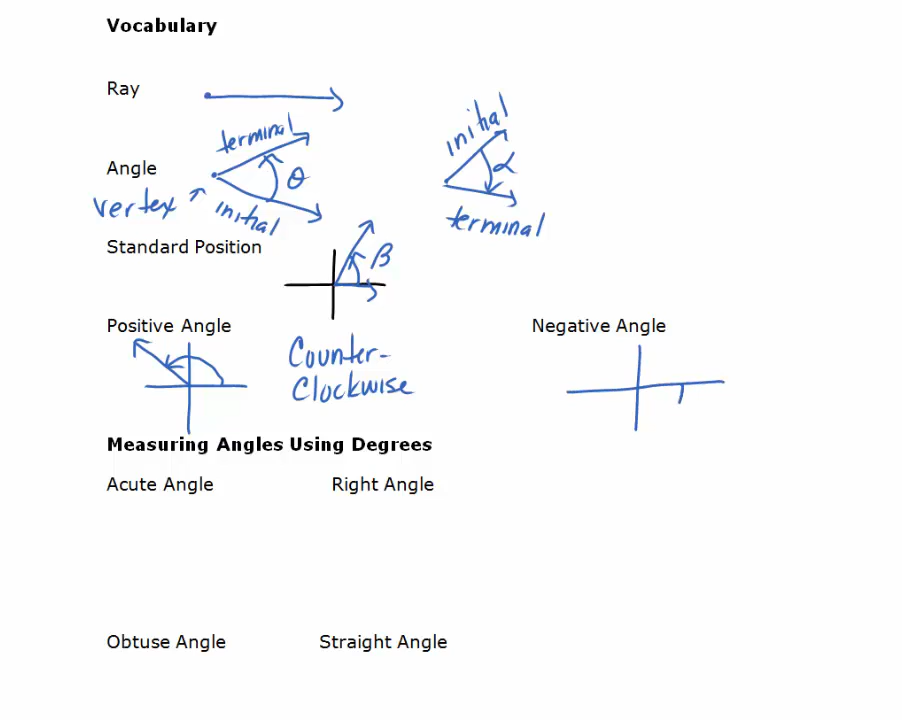 Vocabulary
Ray
terminal
initial
Angle
θ
α
vertex
initial
terminal
Standard Position
β
Positive Angle
Negative Angle
Counter-
Clockwise
Measuring Angles Using Degrees
Acute Angle
Right Angle
Obtuse Angle
Straight Angle